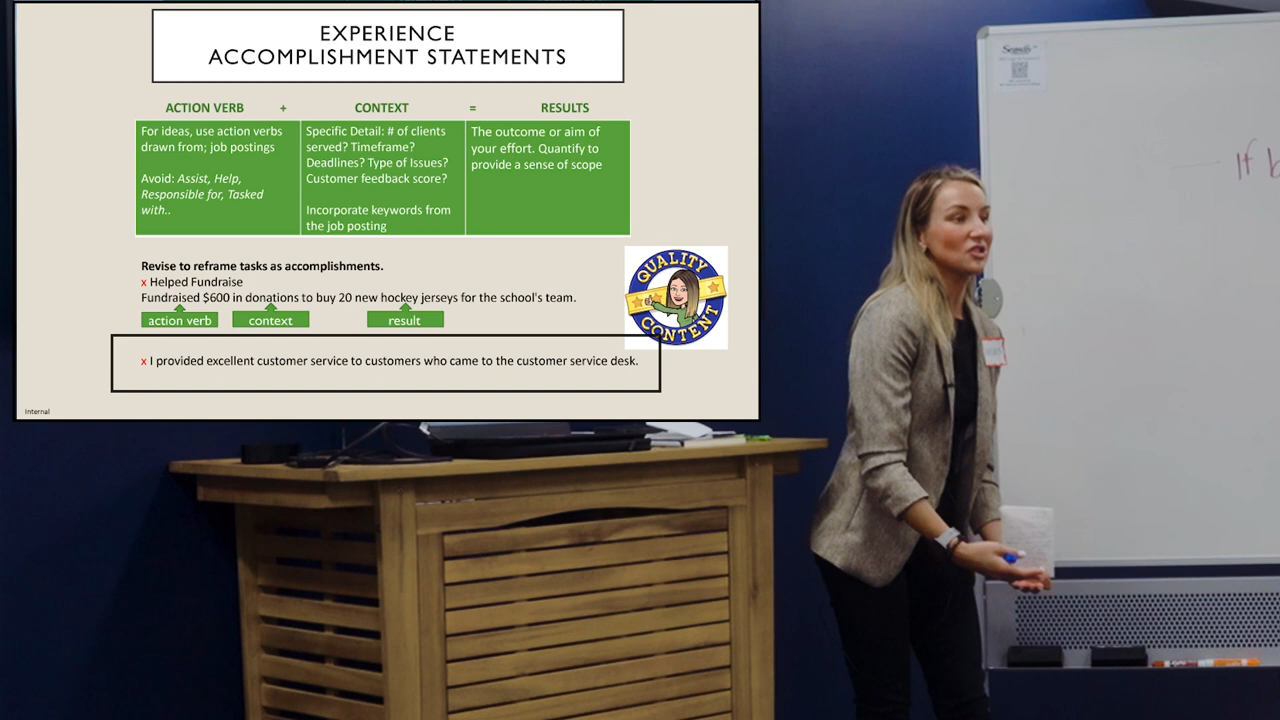 EXPERIENCE
ACCOMPLISHMENT STATEMENTS
ACTION VERB + CONTEXT = RESULTS
For ideas, use action verbs
drawn from; job postings
Avoid: Assist, Help,
Responsible for, Tasked
with..
Specific Detail: # of clients
served? Timeframe?
Deadlines? Type of Issues?
Customer feedback score?
Incorporate keywords from
the job posting
The outcome or aim of
your effort. Quantify to
provide a sense of scope
Revise to reframe tasks as accomplishments.
x Helped Fundraise
Fundraised $600 in donations to buy 20 new hockey jerseys for the school's team.
action verb context result
QUALITY
CONTENT
x I provided excellent customer service to customers who came to the customer service desk.
Internal
If